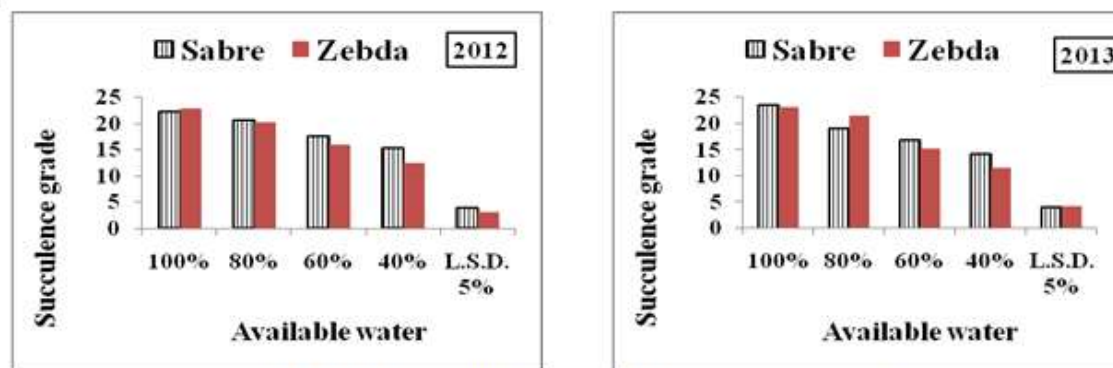 Sabre Zebda 2012
Succulence grade
25
20
15
10
5
0
100% 80% 60% 40% L.S.D.
5%
Available water
Sabre Zebda 2013
Succulence grade
25
20
15
10
5
0
100% 80% 60% 40% L.S.D.
5%
Available water